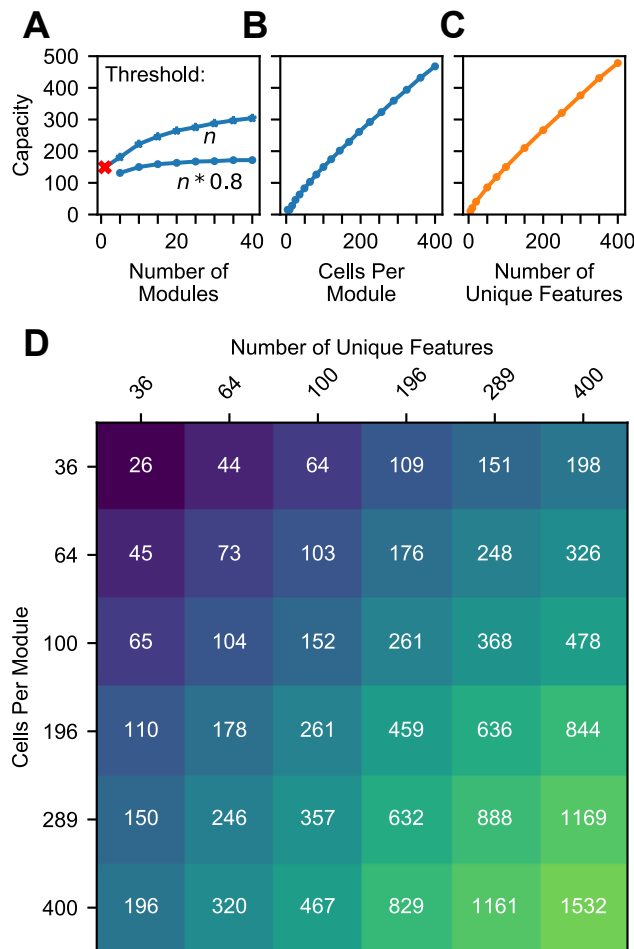 A
B
C
Capacity
500
400
300
200
100
0
Threshold:
n
n * 0.8
0 20 40
Number of
Modules
0 200 400
Cells Per
Module
0 200 400
Number of
Unique Features
D
Number of Unique Features
36 64 100 196 289 400
Cells Per Module
36 26 44 64 109 151 198
64 45 73 103 176 248 326
100 65 104 152 261 368 478
196 110 178 261 459 636 844
289 150 246 357 632 888 1169
400 196 320 467 829 1161 1532